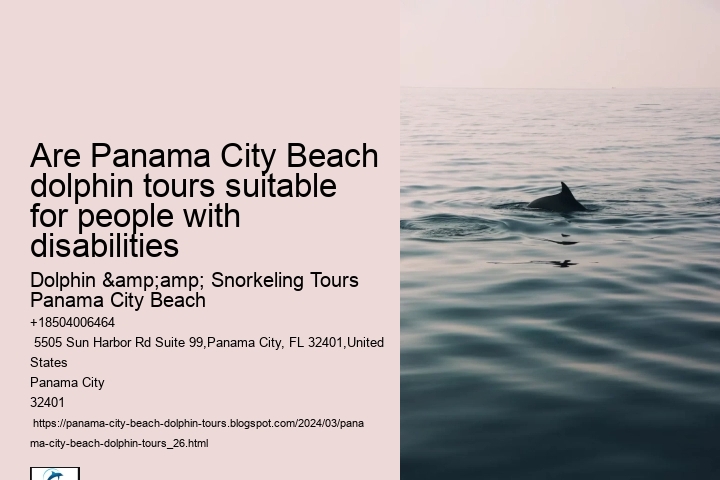 Are Panama City Beach
dolphin tours suitable
for people with
disabilities
Dolphin &amp;amp; Snorkeling Tours
Panama City Beach
+18504006464
5505 Sun Harbor Rd Suite 99,Panama City, FL 32401,United
States
Panama City
32401
https://panama-city-beach-dolphin-tours.blogspot.com/2024/03/pana
ma-city-beach-dolphin-tours_26.html